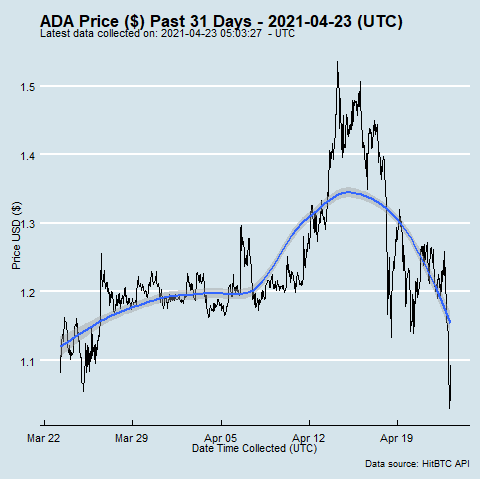 ADA Price ($) Past 31 Days - 2021-04-23 (UTC)
Latest data collected on: 2021-04-23 05:03:27 - UTC
1.5
1.4
1.3
1.2
1.1
Price USD ($)
Mar 22 Mar 29 Apr 05 Apr 12 Apr 19
Date Time Collected (UTC)
Data source: HitBTC API